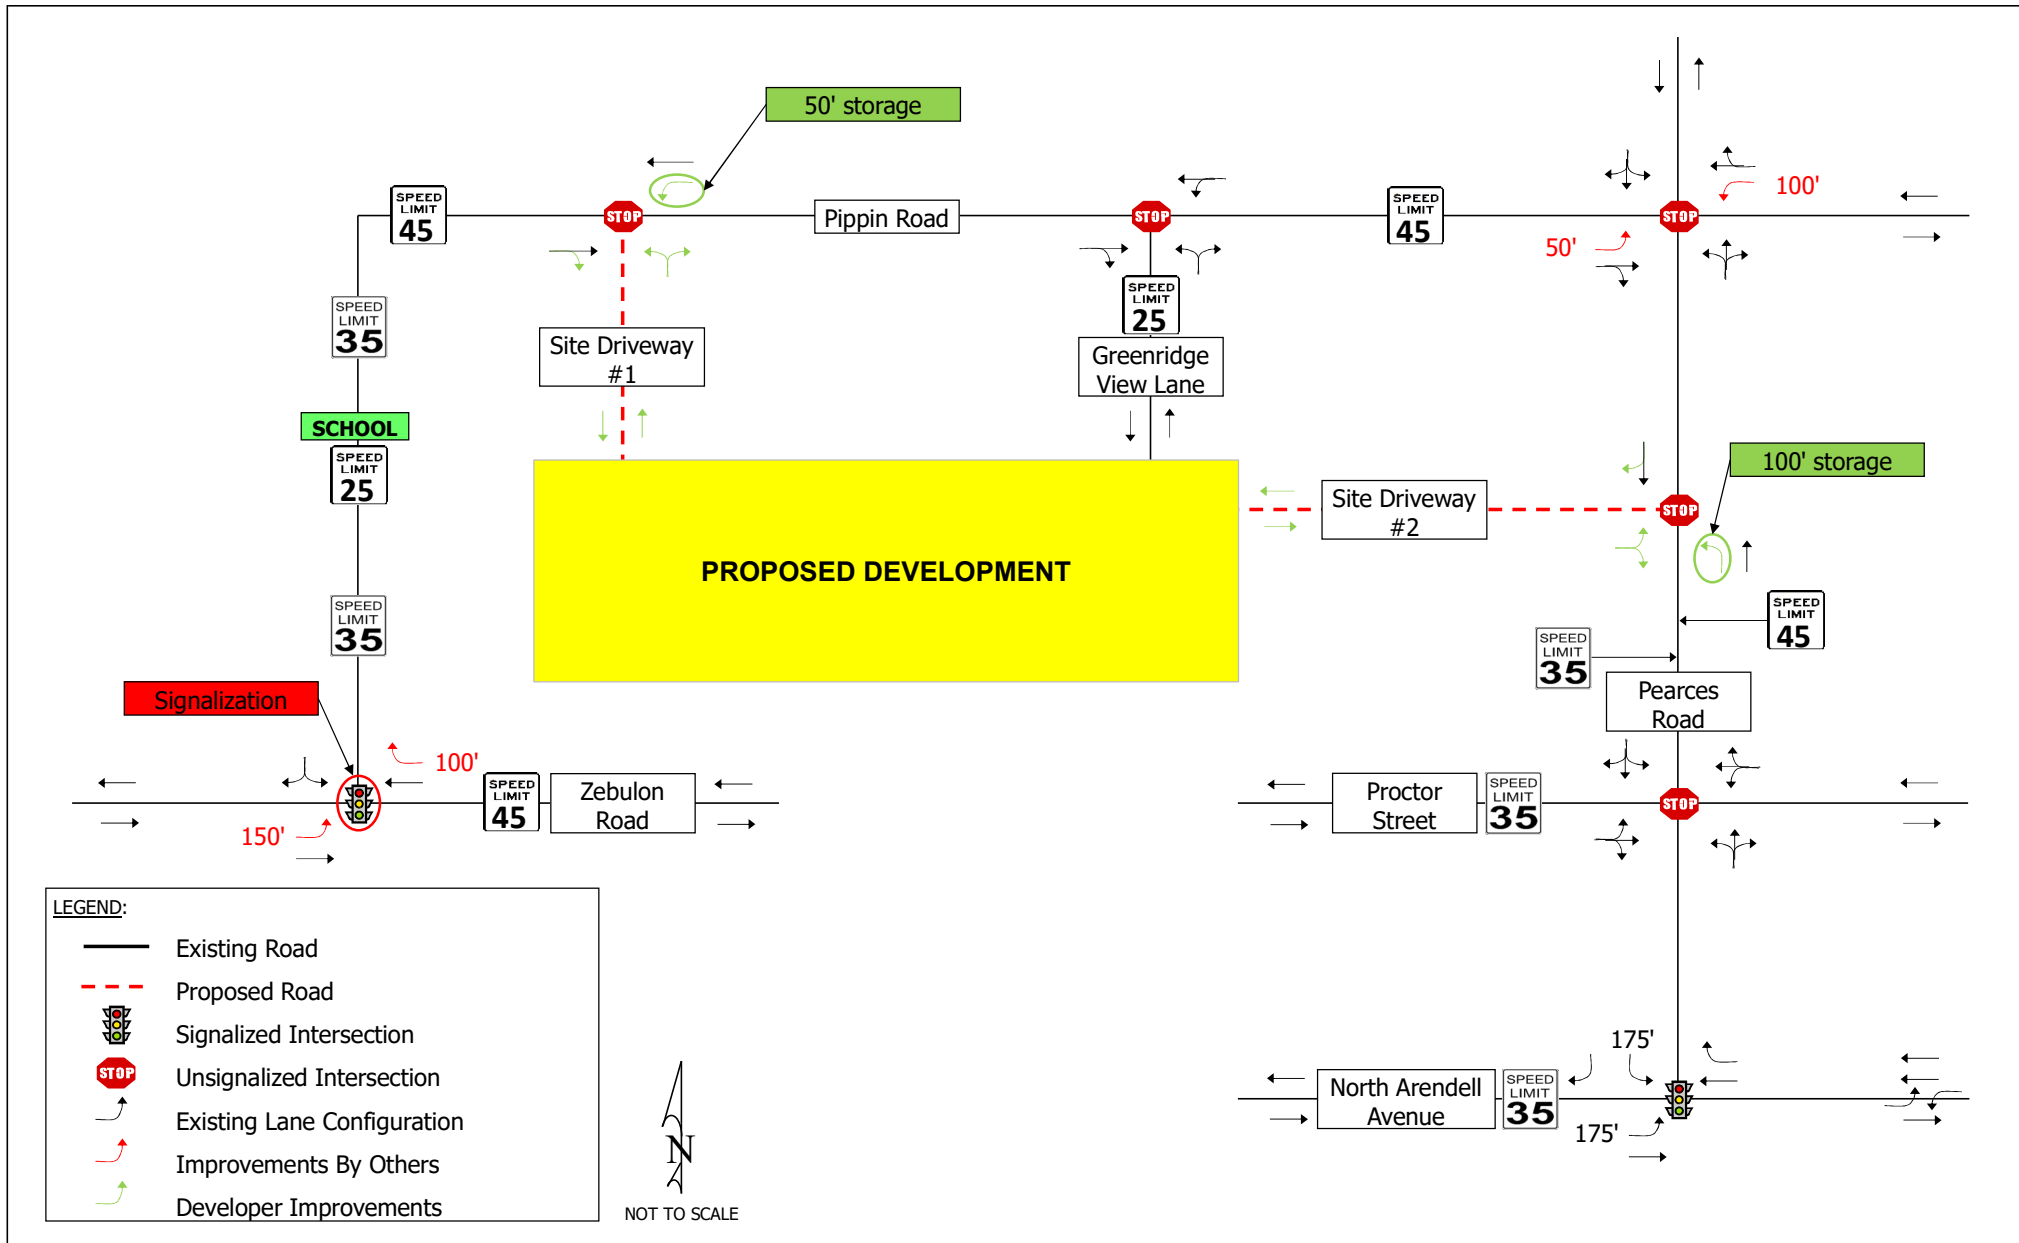 50' storage
SPEED
LIMIT
45
STOP
Pippin Road
STOP
SPEED
LIMIT
45
100'
STOP
50'
SPEED
LIMIT
25
SPEED
LIMIT
35
Site Driveway
#1
Greenridge
View Lane
SCHOOL
SPEED
LIMIT
25
100' storage
Site Driveway
#2
STOP
PROPOSED DEVELOPMENT
SPEED
LIMIT
35
SPEED
LIMIT
45
SPEED
LIMIT
35
Pearces
Road
Signalization
100'
SPEED
LIMIT
45
Zebulon
Road
150'
Proctor
Street
SPEED
LIMIT
35
STOP
LEGEND:
Existing Road
Proposed Road
Signalized Intersection
STOP
Unsignalized Intersection
Existing Lane Configuration
Improvements By Others
Developer Improvements
N
NOT TO SCALE
175'
North Arendell
Avenue
SPEED
LIMIT
35
175'